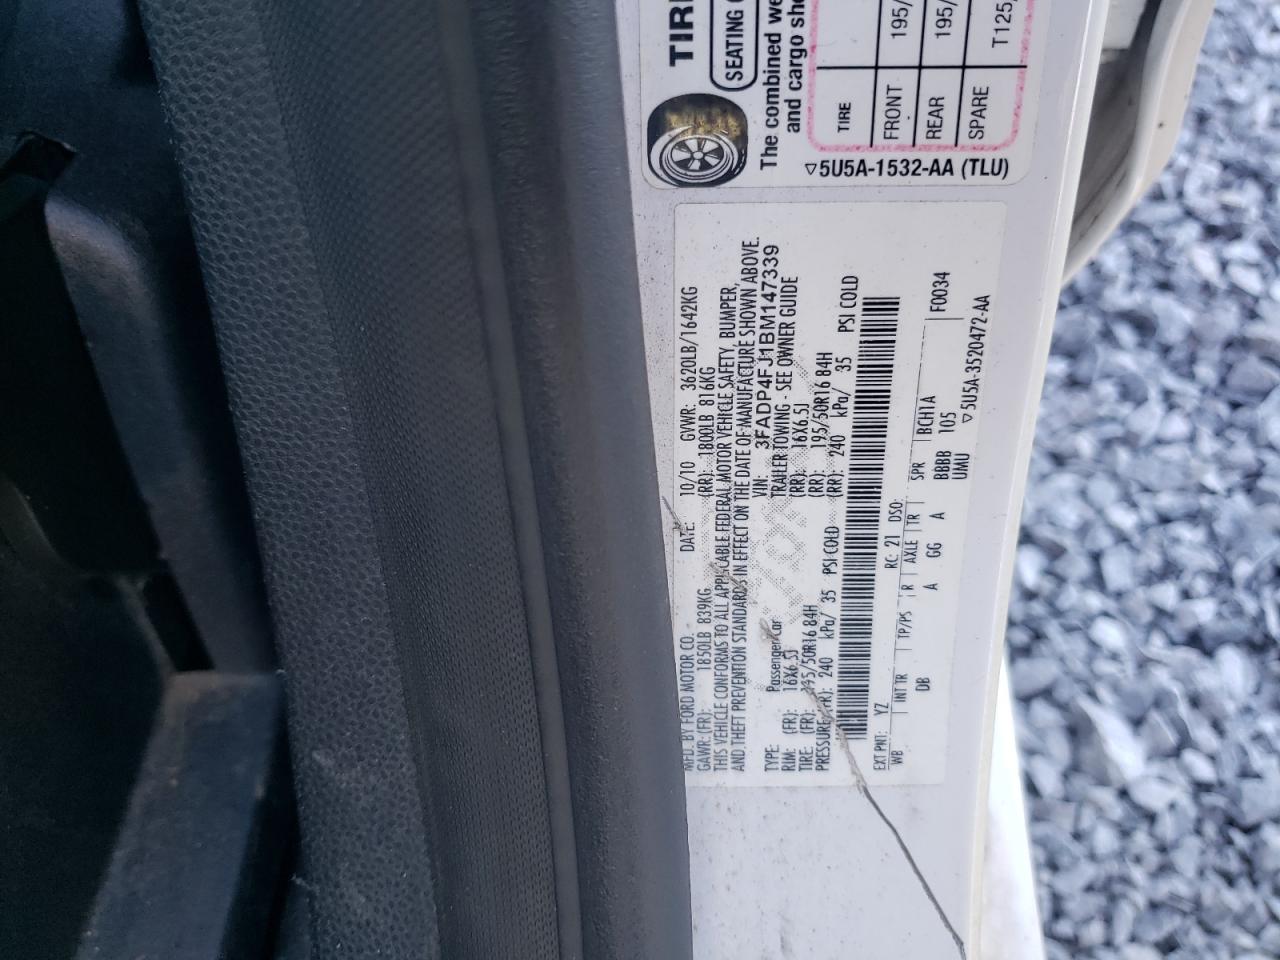 TIR
SEATING
The combined we
and cargo sho
TIRE
FRONT 195/
REAR 195/
SPARE T125
5U5A-1532-AA (TLU)
MFD. BY FORD MOTOR CO. DATE: 10/10 GVWR: 3620LB/1642KG
GAWR: (FR): 1850LB 839KG (RR): 1800LB 816KG
THIS VEHICLE CONFORMS TO ALL APPLICABLE FEDERAL MOTOR VEHICLE SAFETY, BUMPER,
AND THEFT PREVENTION STANDARDS IN EFFECT ON THE DATE OF MANUFACTURE SHOWN ABOVE.
VIN: 3FADP4FJ1BM147339
TYPE: Passenger Car TRAILER TOWING - SEE OWNER GUIDE
RIM: (FR): 16X6.5J (RR): 16X6.5J
TIRE: (FR): 195/50R16 84H (RR): 195/50R16 84H
PRESSURE: (FR): 240 kPa/ 35 PSI COLD (RR): 240 kPa/ 35 PSI COLD
EXT PNT: YZ RC: 21 DSO: F0034
WB INT TR TP/PS R AXLE TR SPR BCH1A
DB A GG A BBBB 105
UMU
5U5A-3520472-AA